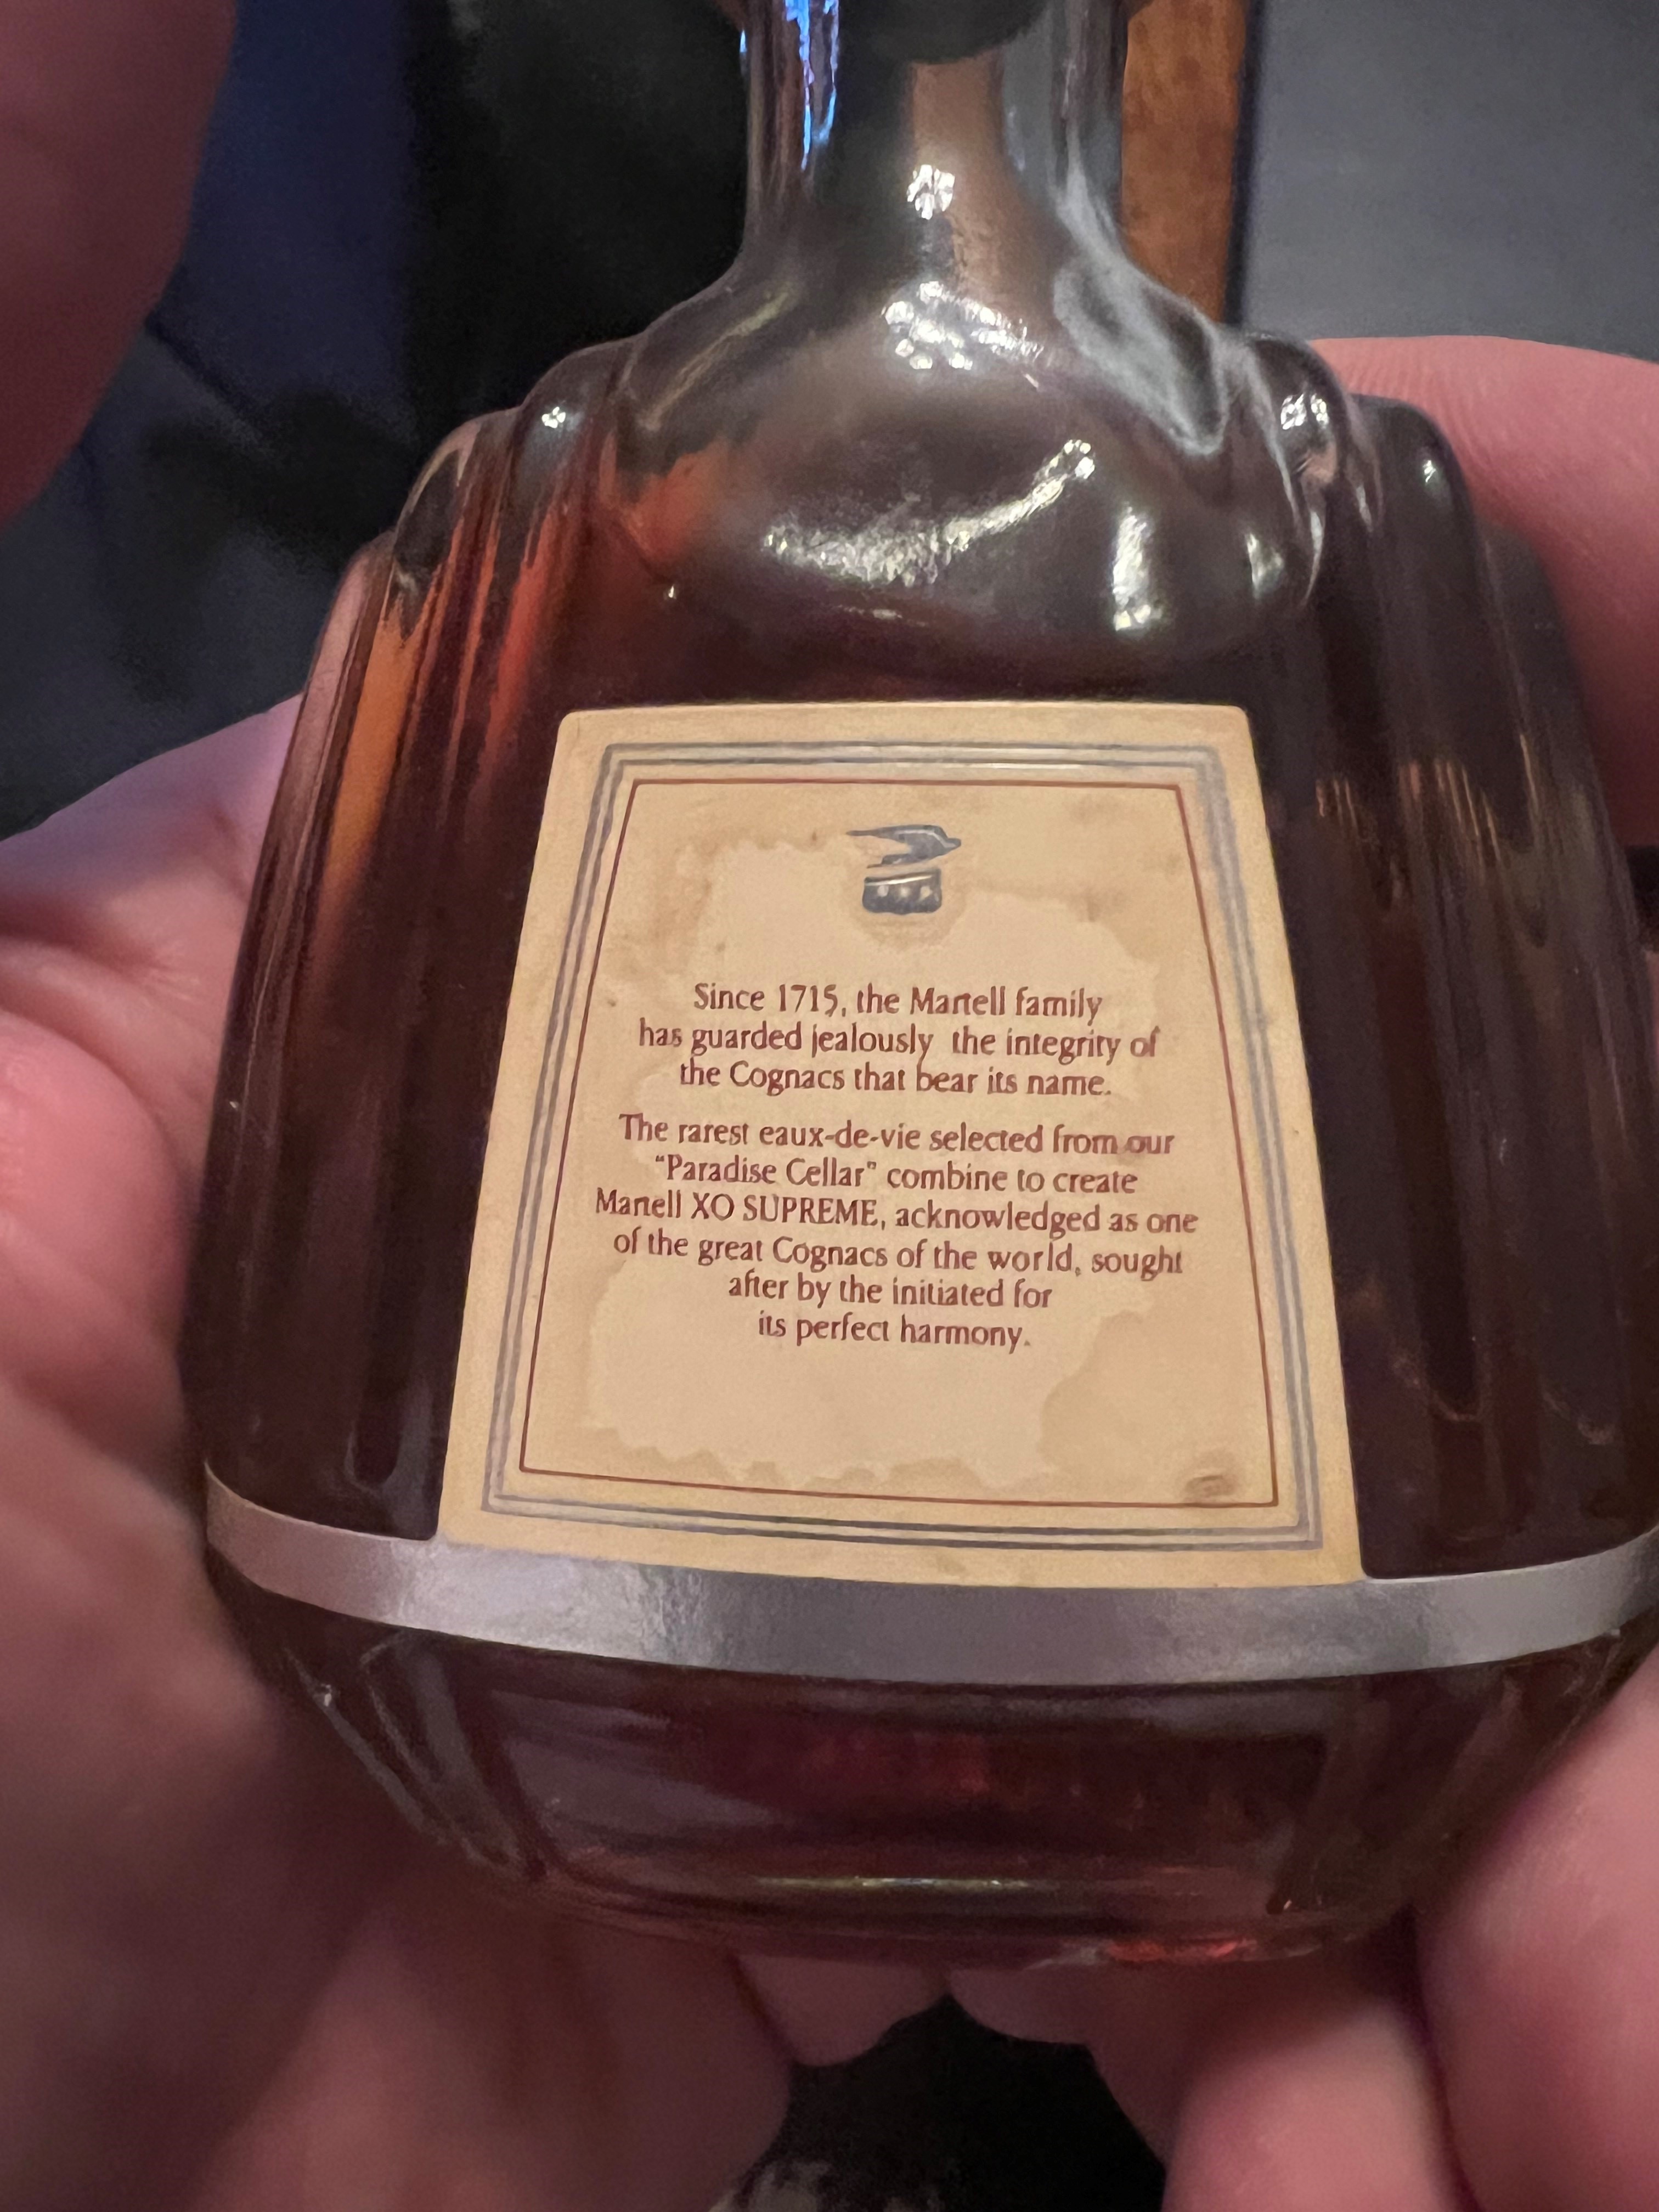 Since 1715, the Martell family
has guarded jealously the integrity of
the Cognacs that bear its name.
The rarest eaux-de-vie selected from our
"Paradise Cellar" combine to create
Martell XO SUPREME, acknowledged as one
of the great Cognacs of the world, sought
after by the initiated for
its perfect harmony.